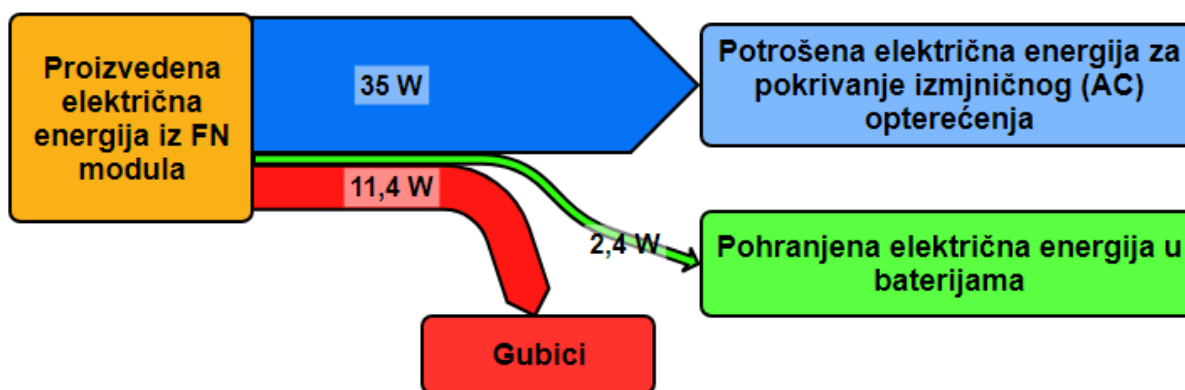 Proizvedena
električna
energija iz FN
modula
35 W
11,4 W
2,4 W
Potrošena električna energija za
pokrivanje izmjničnog (AC)
opterećenja
Pohranjena električna energija u
baterijama
Gubici